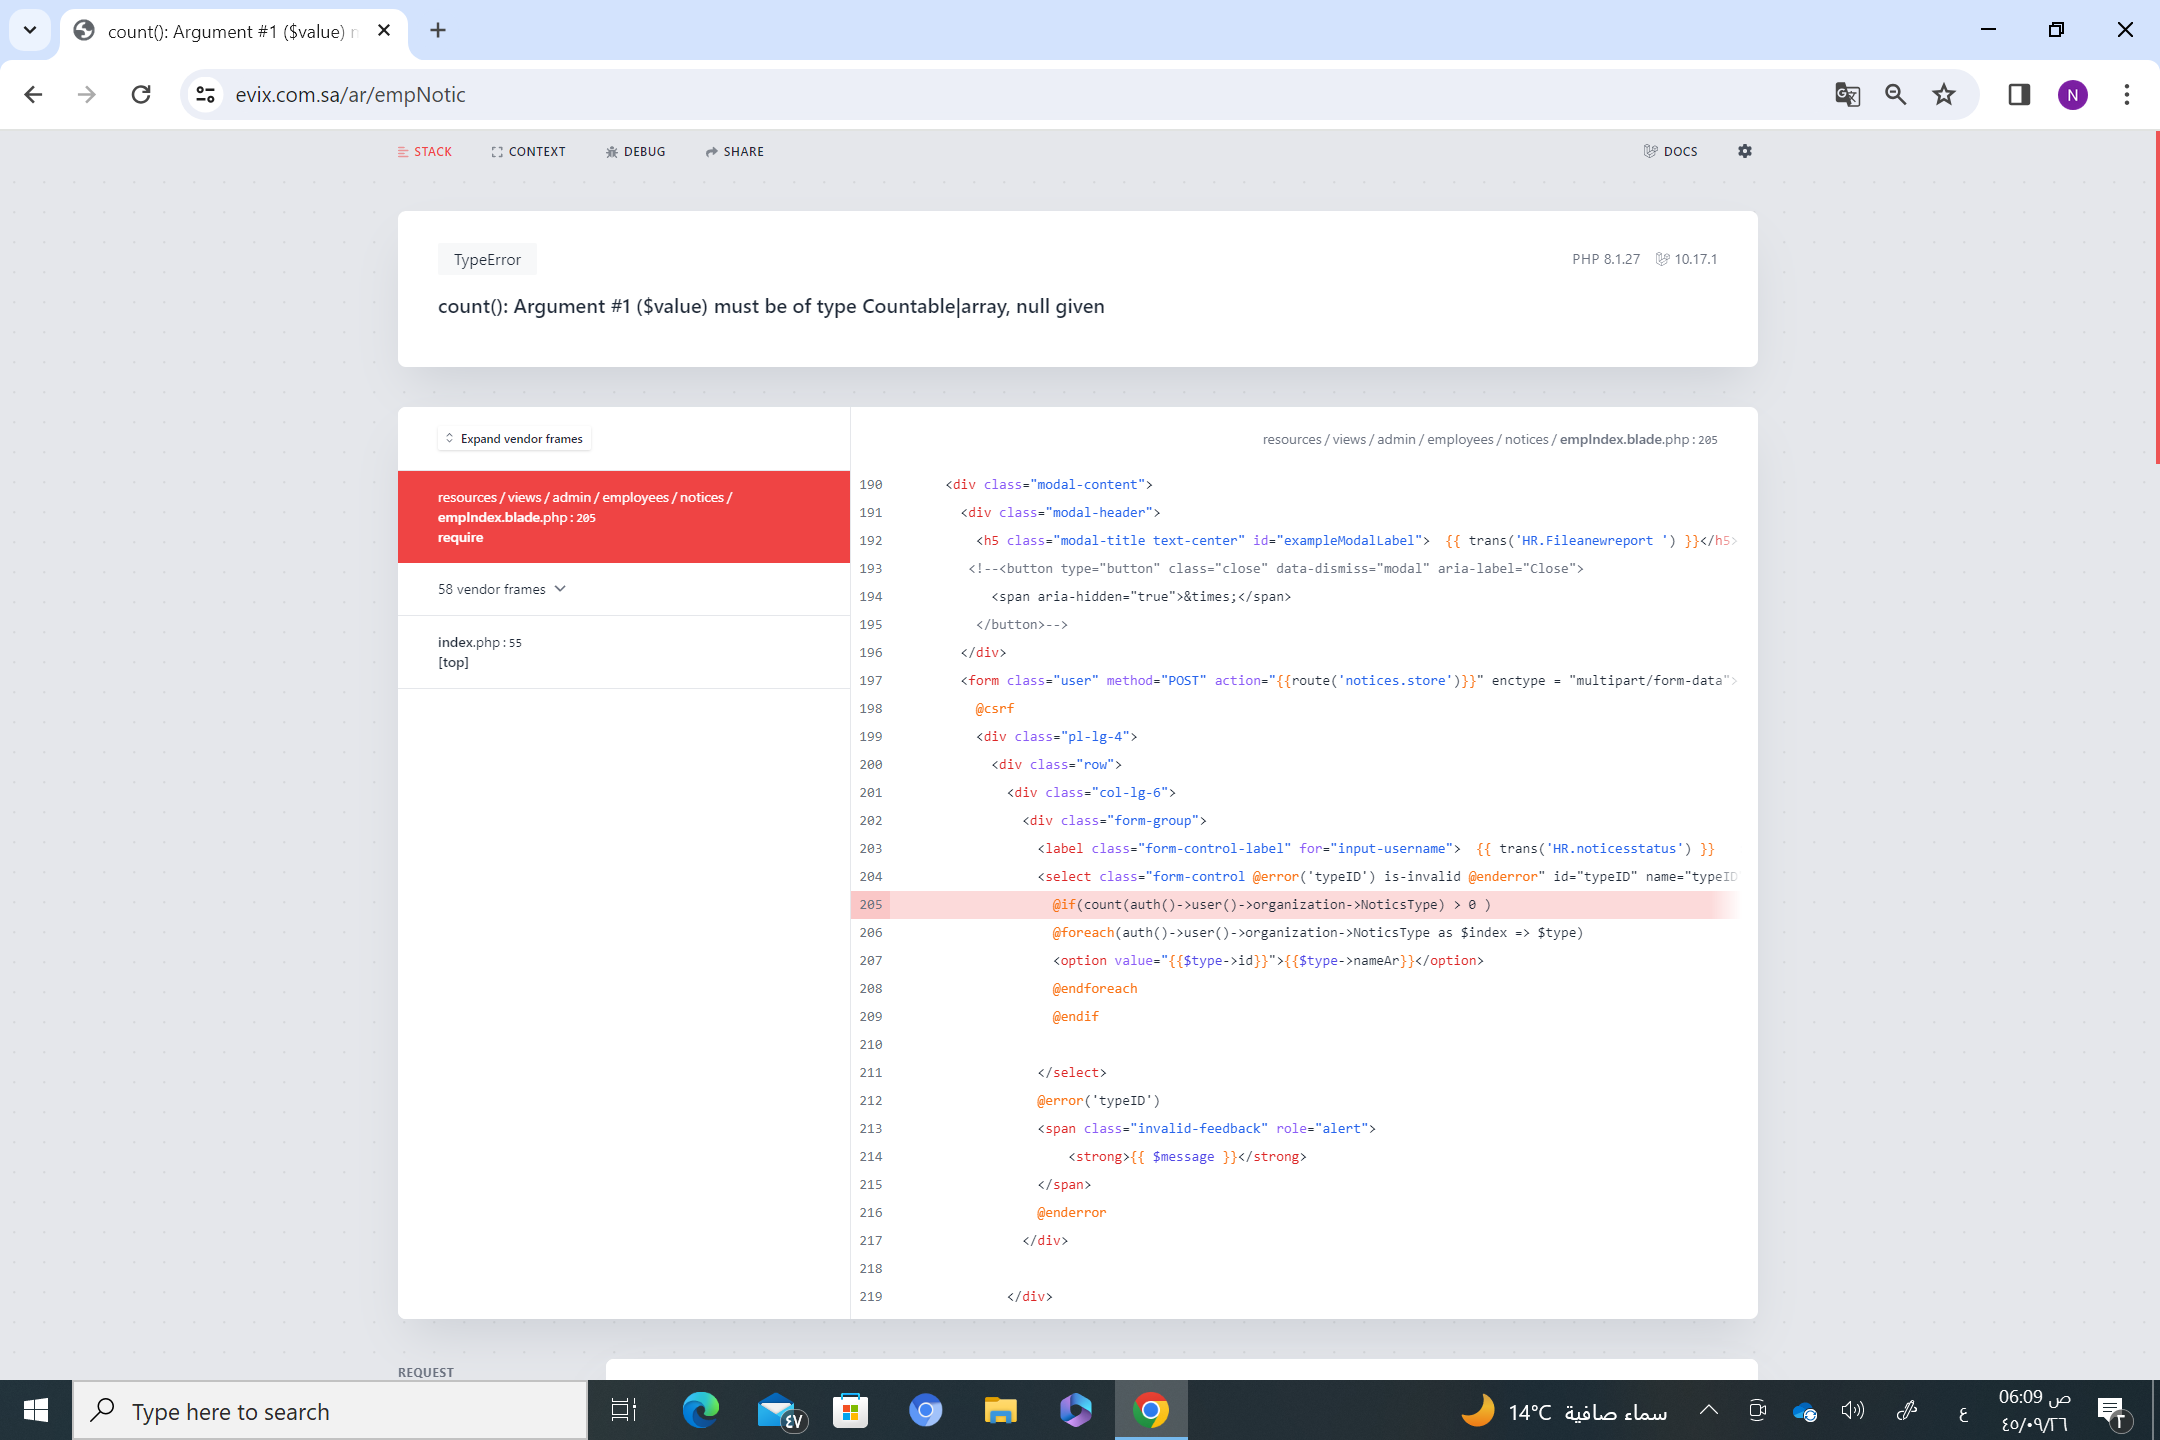 count(): Argument #1 ($value) n
evix.com.sa/ar/empNotic
N
STACK
CONTEXT
DEBUG
SHARE
DOCS
TypeError
PHP 8.1.27
10.17.1
count(): Argument #1 ($value) must be of type Countable|array, null given
Expand vendor frames
resources / views / admin / employees / notices /
empIndex.blade.php : 205
require
58 vendor frames
index.php : 55
[top]
resources / views / admin / employees / notices / empIndex.blade.php : 205
190 <div class="modal-content">
191 <div class="modal-header">
192 <h5 class="modal-title text-center" id="exampleModalLabel"> {{ trans('HR.Fileanewreport ') }}</h5>
193 <!--<button type="button" class="close" data-dismiss="modal" aria-label="Close">
194 <span aria-hidden="true">&times;</span>
195 </button>-->
196 </div>
197 <form class="user" method="POST" action="{{route('notices.store')}}" enctype = "multipart/form-data">
198 @csrf
199 <div class="pl-lg-4">
200 <div class="row">
201 <div class="col-lg-6">
202 <div class="form-group">
203 <label class="form-control-label" for="input-username"> {{ trans('HR.noticesstatus') }}
204 <select class="form-control @error('typeID') is-invalid @enderror" id="typeID" name="typeID
205 @if(count(auth()->user()->organization->NoticsType) > 0 )
206 @foreach(auth()->user()->organization->NoticsType as $index => $type)
207 <option value="{{$type->id}}">{{$type->nameAr}}</option>
208 @endforeach
209 @endif
210
211 </select>
212 @error('typeID')
213 <span class="invalid-feedback" role="alert">
214 <strong>{{ $message }}</strong>
215 </span>
216 @enderror
217 </div>
218
219 </div>
REQUEST
Type here to search
٤٧
14°C سماء صافية
ع
06:09 ص
٤٥/٠٩/٢٦
٢